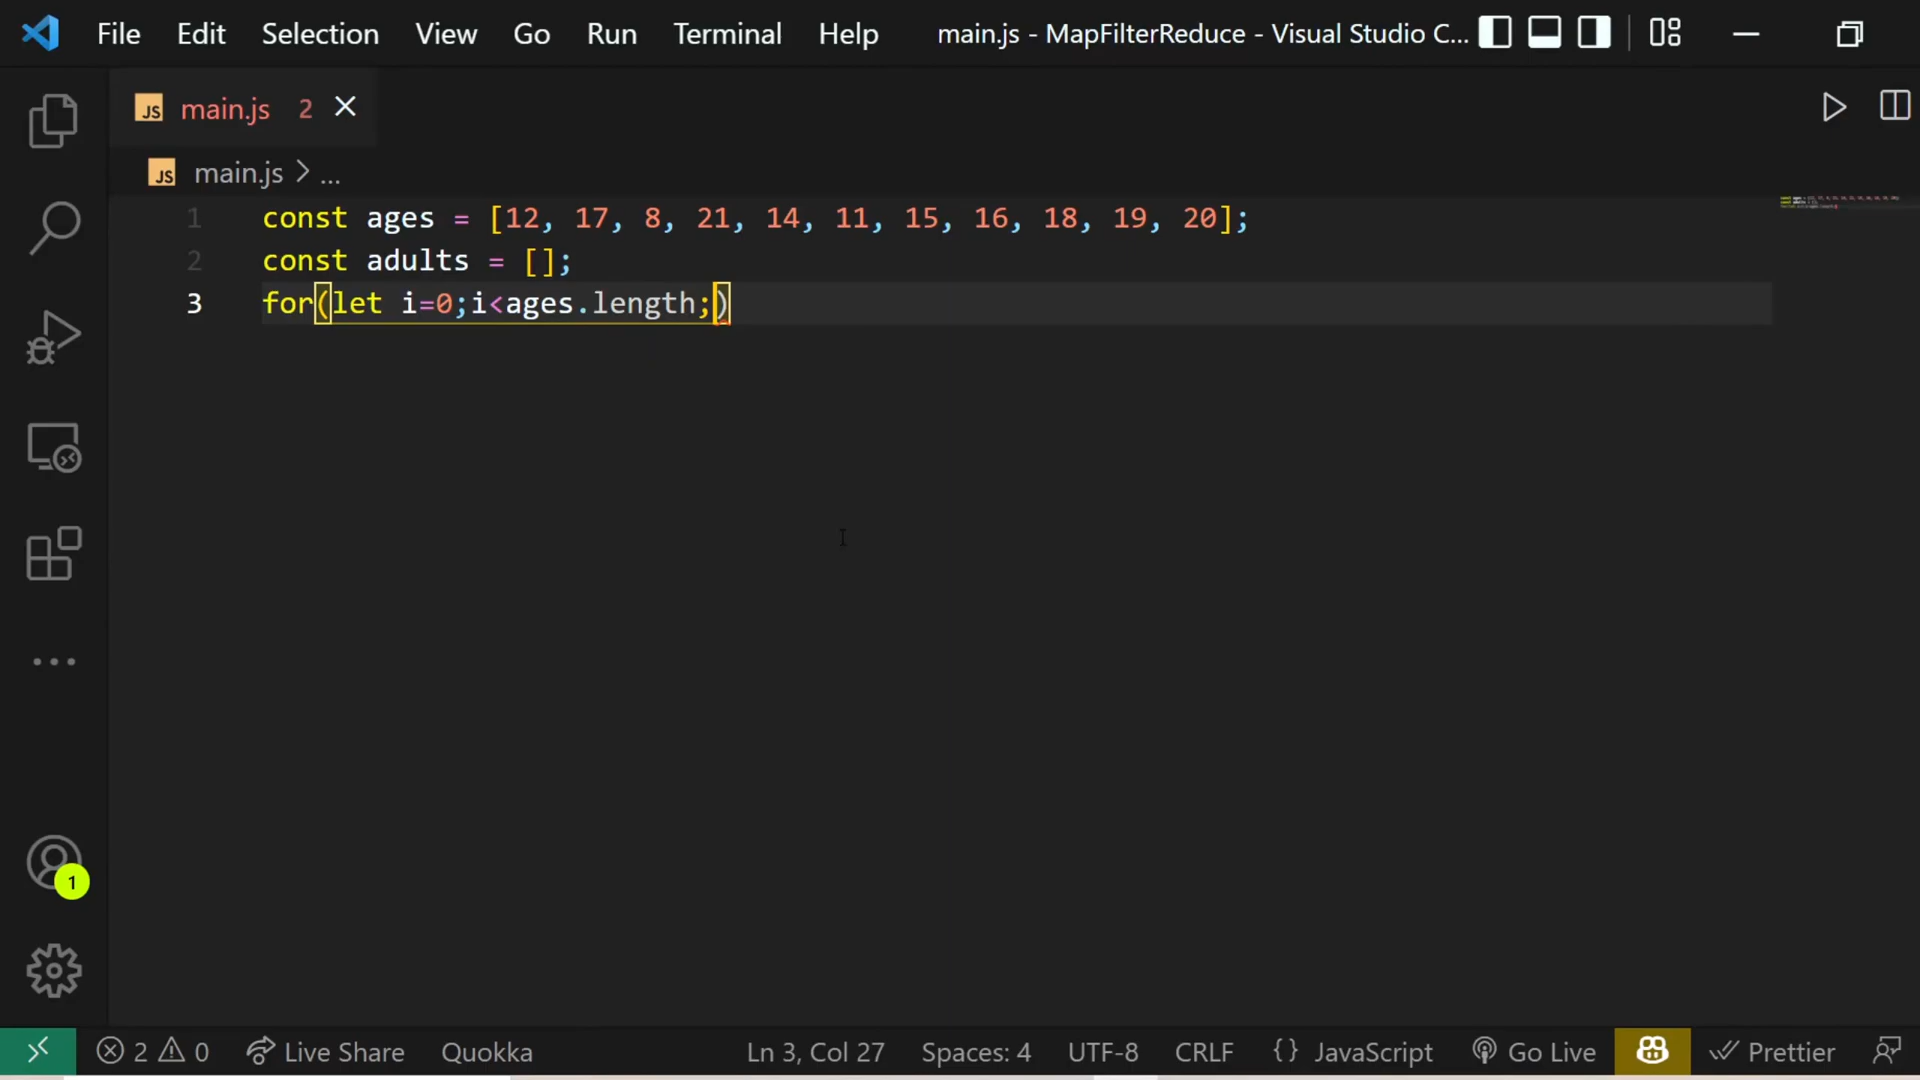 File Edit Selection View Go Run Terminal Help main.js - MapFilterReduce - Visual Studio C...
JS main.js 2
JS main.js > ...
1 const ages = [12, 17, 8, 21, 14, 11, 15, 16, 18, 19, 20];
2 const adults = [];
3 for(let i=0;i<ages.length;)
1
2 0 Live Share Quokka Ln 3, Col 27 Spaces: 4 UTF-8 CRLF {} JavaScript Go Live Prettier